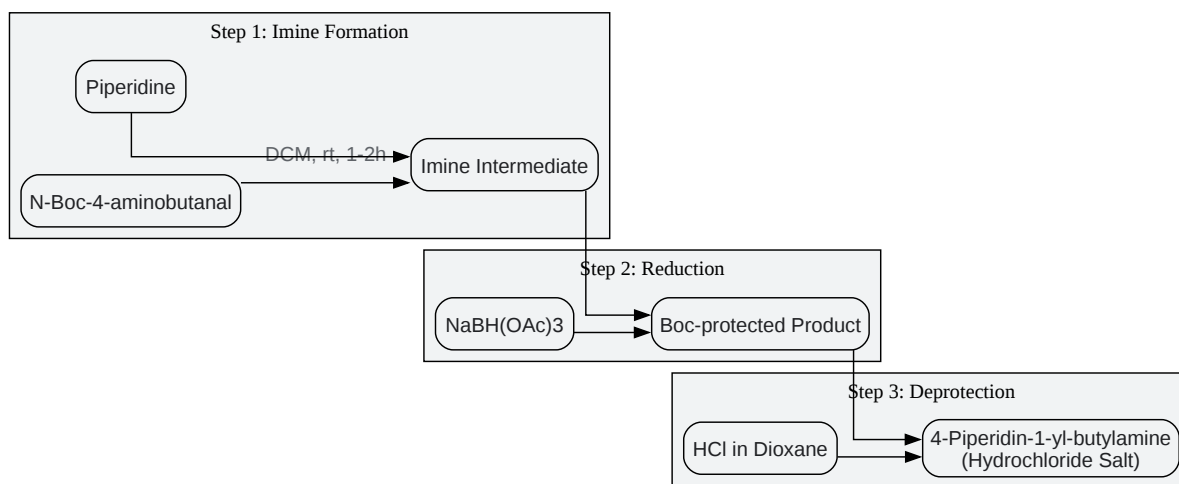 Step 1: Imine Formation
Piperidine
DCM, rt, 1-2h
Imine Intermediate
N-Boc-4-aminobutanal
Step 2: Reduction
NaBH(OAc)3
Boc-protected Product
Step 3: Deprotection
HCl in Dioxane
4-Piperidin-1-yl-butylamine
(Hydrochloride Salt)